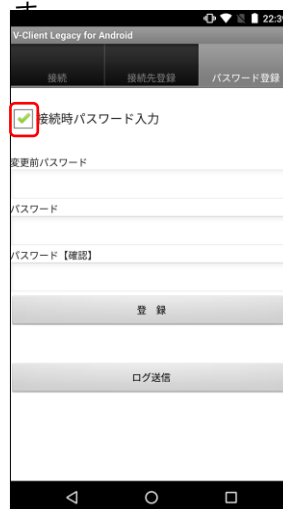 す
22:39
V-Client Legacy for Android
接続 接続先登録 パスワード登録
接続時パスワード入力
変更前パスワード
パスワード
パスワード【確認】
登 録
ログ送信